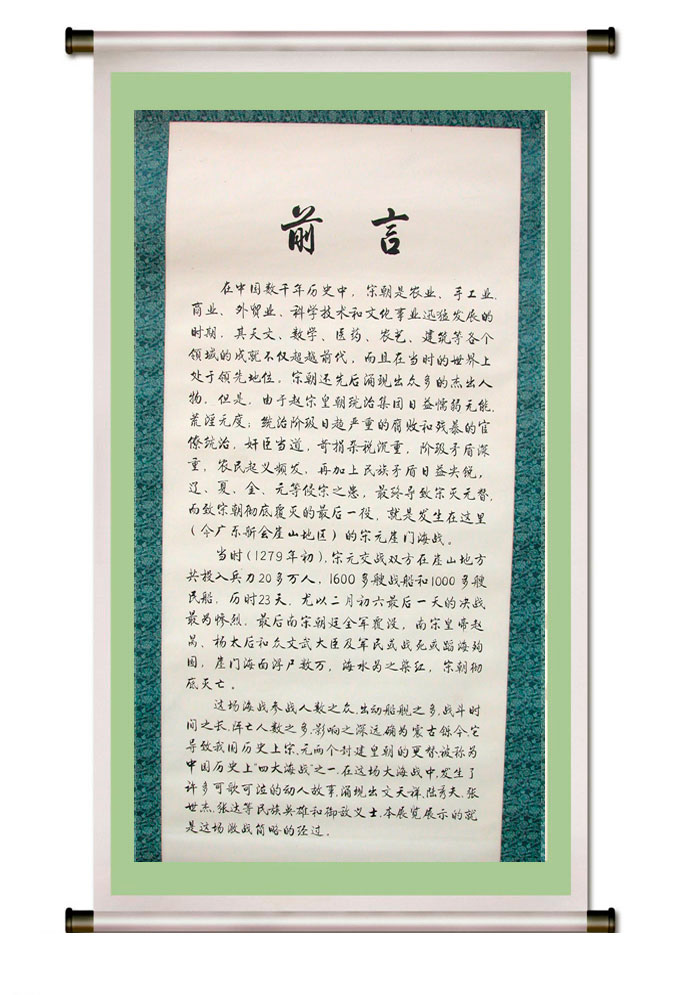 前言
在中国数千年历史中，宋朝是农业、手工业、
商业、外贸业、科学技术和文化事业迅猛发展的
时期，其天文、数学、医药、农艺、建筑等各个
领域的成就不仅超越前代，而且在当时的世界上
处于领先地位，宋朝还先后涌现出众多的杰出人
物，但是，由于赵宋皇朝统治集团日益懦弱无能，
荒淫无度；统治阶级日趋严重的腐败和残暴的官
僚统治，奸臣当道，苛捐杂税沉重，阶级矛盾深
重，农民起义频发，再加上民族矛盾日益尖锐，
辽、夏、金、元等侵宋之患，最终导致宋灭元替，
而致宋朝彻底覆灭的最后一役，就是发生在这里
（今广东新会崖山地区）的宋元崖门海战。
当时（1279年初），宋元交战双方在崖山地方
共投入兵力20多万人，1600多艘战船和1000多艘
民船，历时23天，尤以二月初六最后一天的决战
最为惨烈，最后南宋朝廷全军覆没，南宋皇帝赵
昺、杨太后和众文武大臣及军民或战死或蹈海殉
国，崖门海面浮尸数万，海水为之染红，宋朝彻
底灭亡。
这场海战参战人数之众，出动船舰之多，战斗时
间之长，阵亡人数之多，影响之深远确为震古铄今，它
导致我国历史上宋、元两个封建皇朝的更替，被称为
中国历史上“四大海战”之一，在这场大海战中，发生了
许多可歌可泣的动人故事，涌现出文天祥、陆秀夫、张
世杰、张达等民族英雄和御敌义士，本展览展示的就
是这场激战简略的经过。